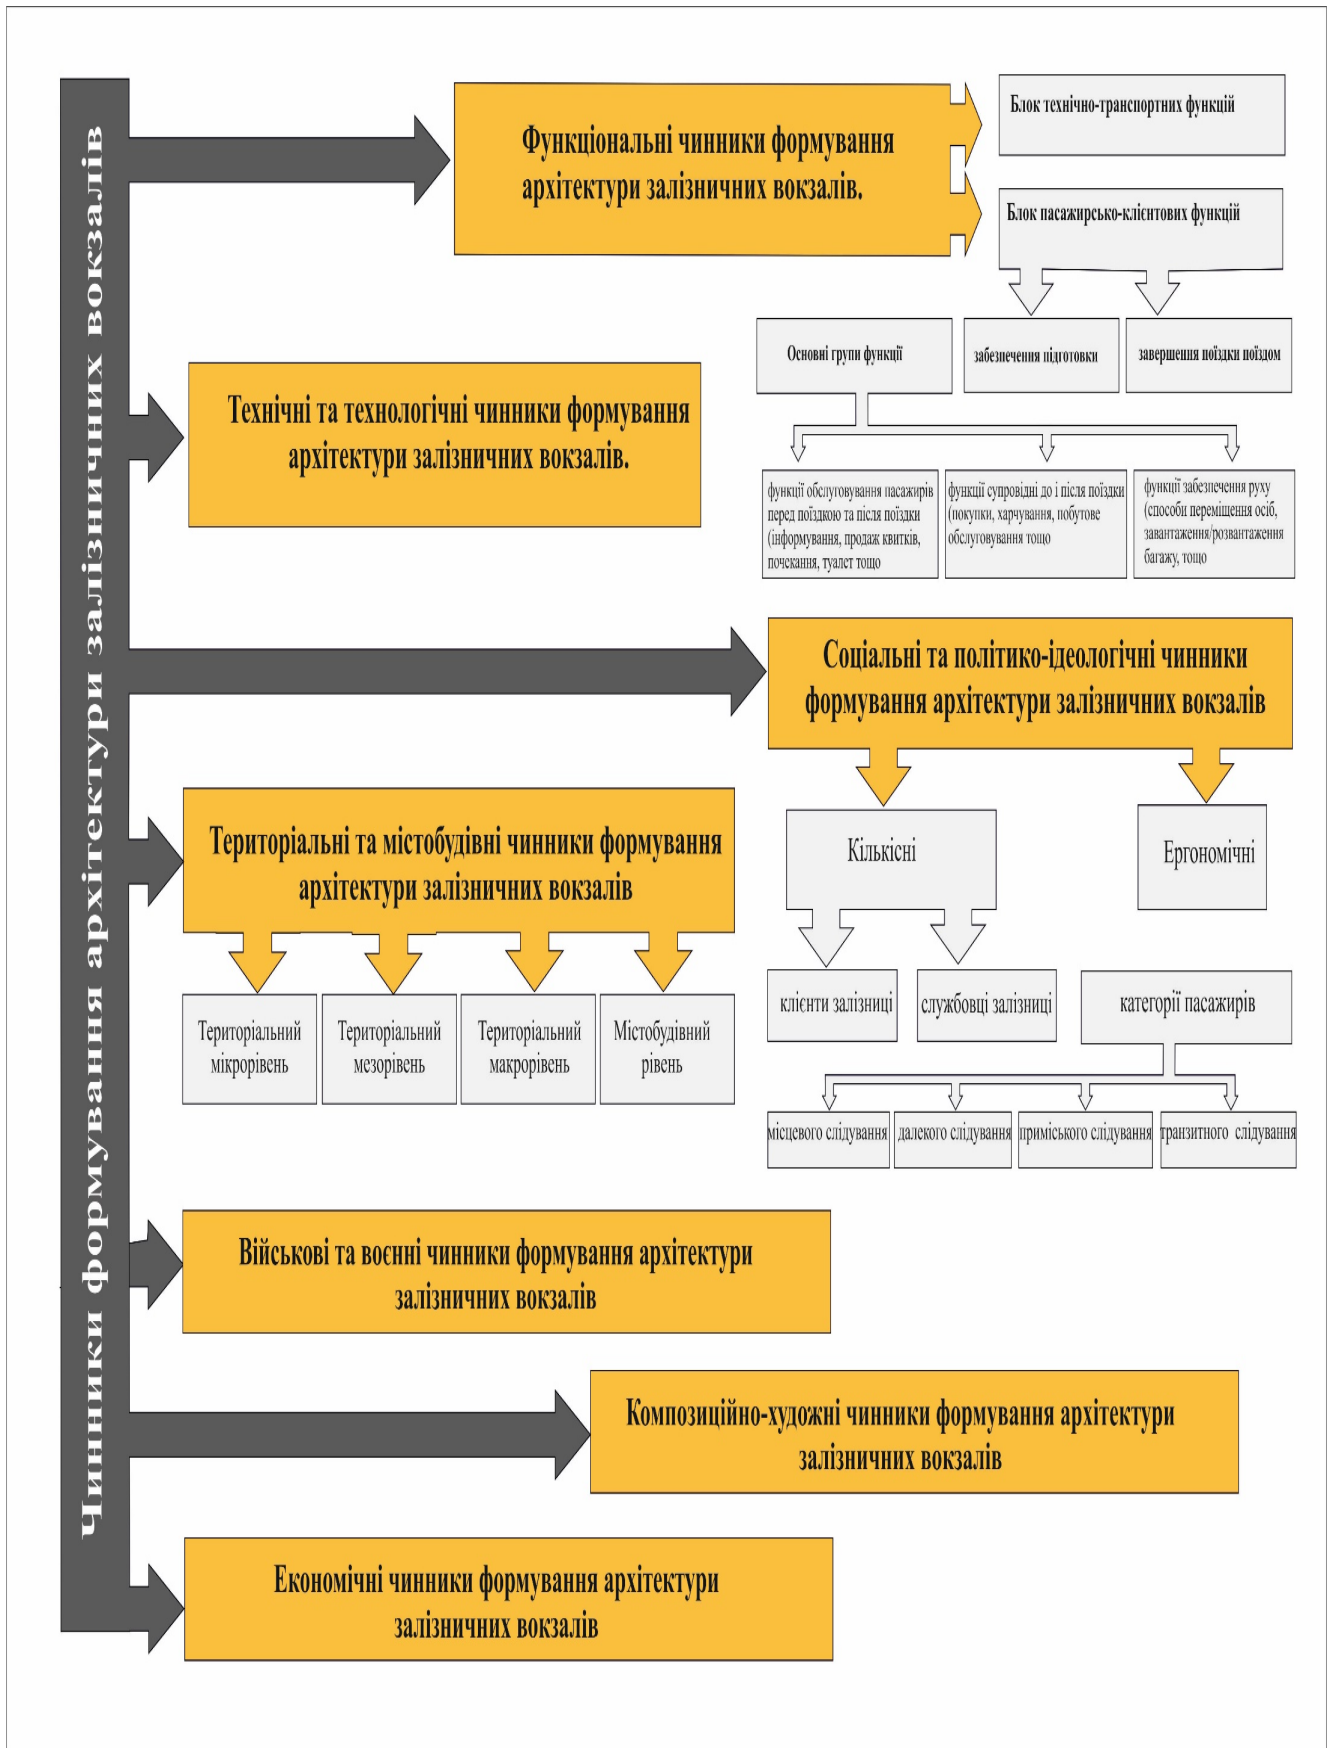 Чинники формування архітектури залізничних вокзалів
Функціональні чинники формування
архітектури залізничних вокзалів.
Блок технічно-транспортних функцій
Блок пасажирсько-клієнтових функцій
Основні групи функції
забезпечення підготовки
завершення поїздки поїздом
Технічні та технологічні чинники формування
архітектури залізничних вокзалів.
функції обслуговування пасажирів
перед поїздкою та після поїздки
(інформування, продаж квитків,
почекання, туалет тощо
функції супровідні до і після поїздки
(покупки, харчування, побутове
обслуговування тощо
функції забезпечення руху
(способи переміщення осіб,
завантаження/розвантаження
багажу, тощо
Соціальні та політико-ідеологічні чинники
формування архітектури залізничних вокзалів
Кількісні
Ергономічні
Територіальні та містобудівні чинники формування
архітектури залізничних вокзалів
клієнти залізниці
службовці залізниці
категорії пасажирів
Територіальний
мікрорівень
Територіальний
мезорівень
Територіальний
макрорівень
Містобудівний
рівень
місцевого слідування
далекого слідування
приміського слідування
транзитного слідування
Військові та воєнні чинники формування архітектури
залізничних вокзалів
Композиційно-художні чинники формування архітектури
залізничних вокзалів
Економічні чинники формування архітектури
залізничних вокзалів